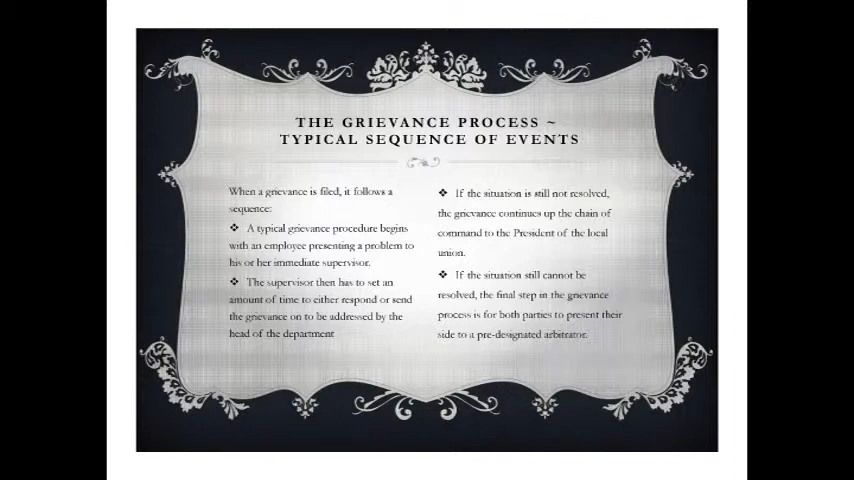 THE GRIEVANCE PROCESS ~
TYPICAL SEQUENCE OF EVENTS
When a grievance is filed, it follows a
sequence:
❖ A typical grievance procedure begins
with an employee presenting a problem to
his or her immediate supervisor.
❖ The supervisor then has to set an
amount of time to either respond or send
the grievance on to be addressed by the
head of the department
❖ If the situation is still not resolved,
the grievance continues up the chain of
command to the President of the local
union.
❖ If the situation still cannot be
resolved, the final step in the grievance
process is for both parties to present their
side to a pre-designated arbitrator.